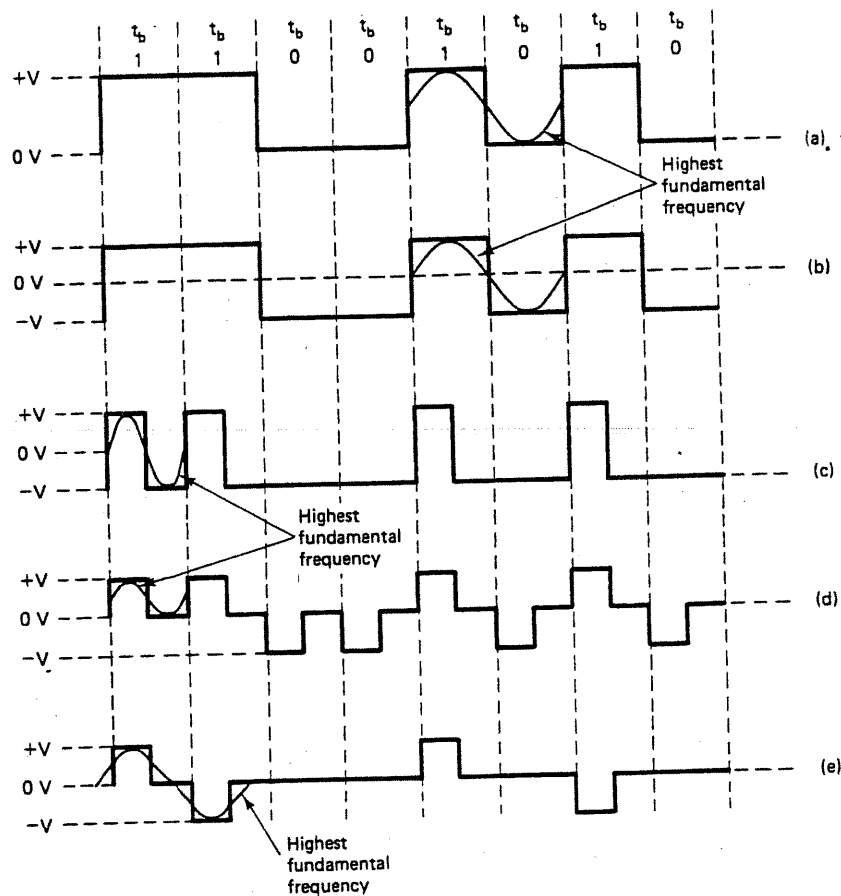 t_b t_b t_b t_b t_b t_b t_b t_b
1 1 0 0 1 0 1 0
+V
0 V
(a)
Highest
fundamental
frequency
+V
0 V
−V
(b)
+V
0 V
−V
(c)
Highest
fundamental
frequency
+V
0 V
−V
(d)
+V
0 V
−V
(e)
Highest
fundamental
frequency